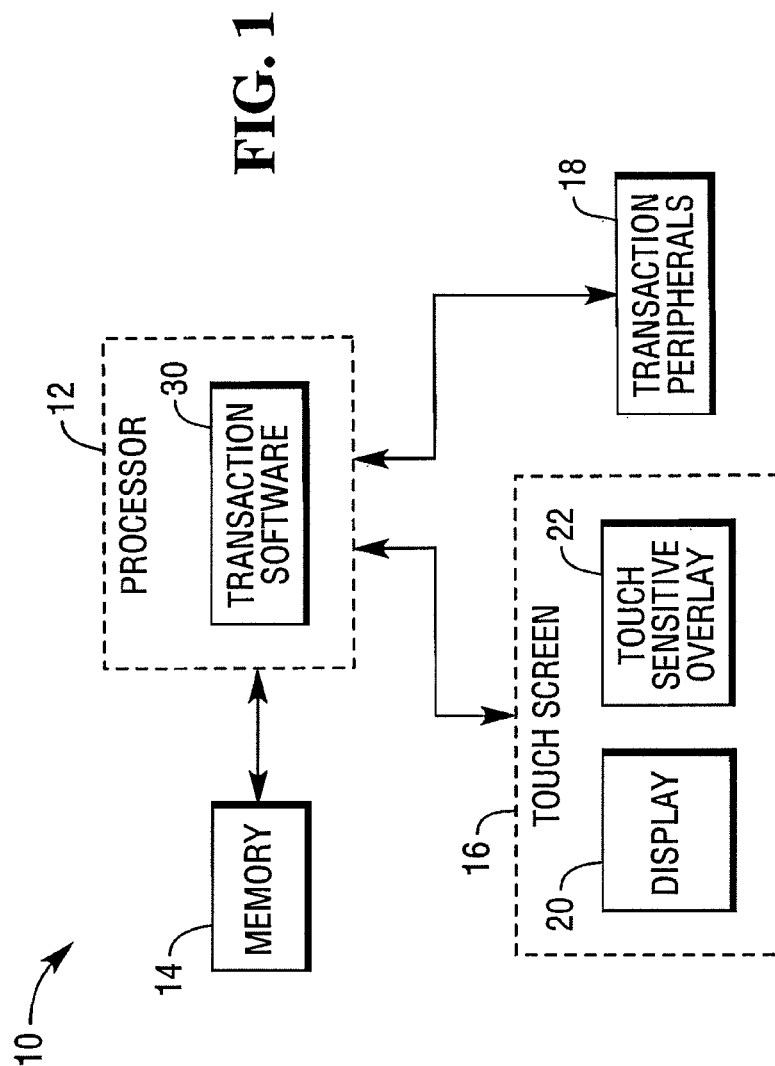 10
14
MEMORY
12
PROCESSOR
30
TRANSACTION
SOFTWARE
16
TOUCH SCREEN
20
DISPLAY
22
TOUCH
SENSITIVE
OVERLAY
18
TRANSACTION
PERIPHERALS
FIG. 1